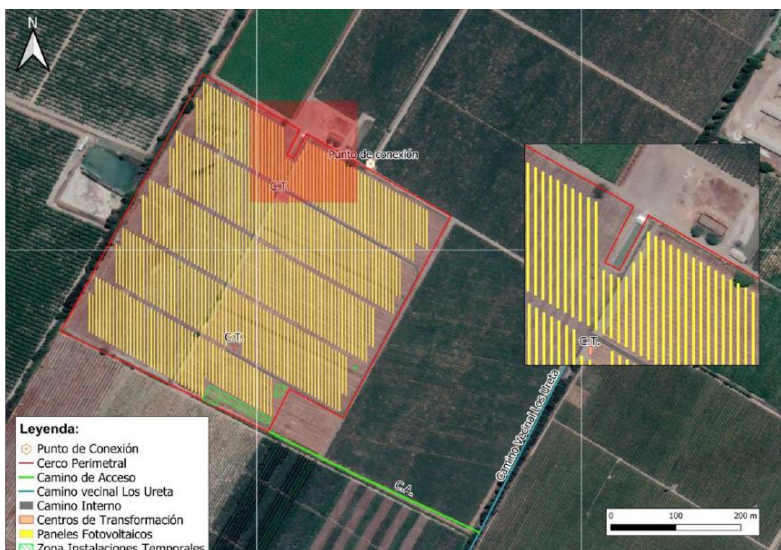 N
Punto de conexión
C.T.
C.T.
C.T.
Camino Vecinal Los Ureta
C.A.
Leyenda:
Punto de Conexión
Cerco Perimetral
Camino de Acceso
Camino vecinal Los Ureta
Camino Interno
Centros de Transformación
Paneles Fotovoltaicos
Zona Instalaciones Temporales
0 100 200 m